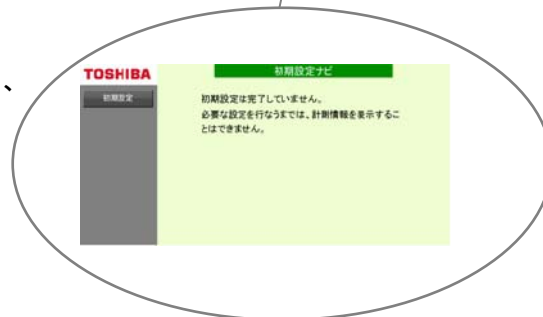 TOSHIBA
初期設定ナビ
初期設定
初期設定は完了していません。
必要な設定を行なうまでは、計測情報を表示するこ
とはできません。